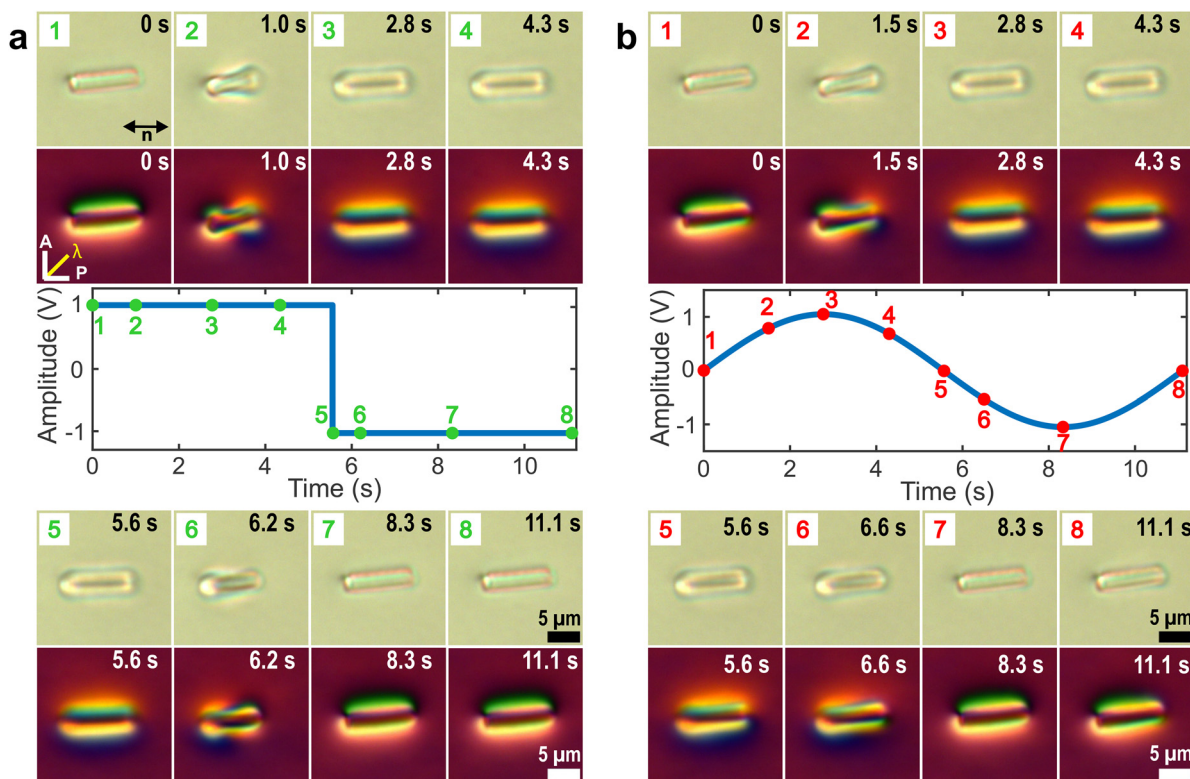 a
1 0 s 2 1.0 s 3 2.8 s 4 4.3 s
n
0 s 1.0 s 2.8 s 4.3 s
A λ P
Amplitude (V)
1
0
-1
1 2 3 4
5 6 7 8
0 2 4 6 8 10
Time (s)
5 5.6 s 6 6.2 s 7 8.3 s 8 11.1 s
5 µm
5.6 s 6.2 s 8.3 s 11.1 s
5 µm
b
1 0 s 2 1.5 s 3 2.8 s 4 4.3 s
0 s 1.5 s 2.8 s 4.3 s
Amplitude (V)
1
0
-1
1 2 3 4
5 6 7 8
0 2 4 6 8 10
Time (s)
5 5.6 s 6 6.6 s 7 8.3 s 8 11.1 s
5 µm
5.6 s 6.6 s 8.3 s 11.1 s
5 µm